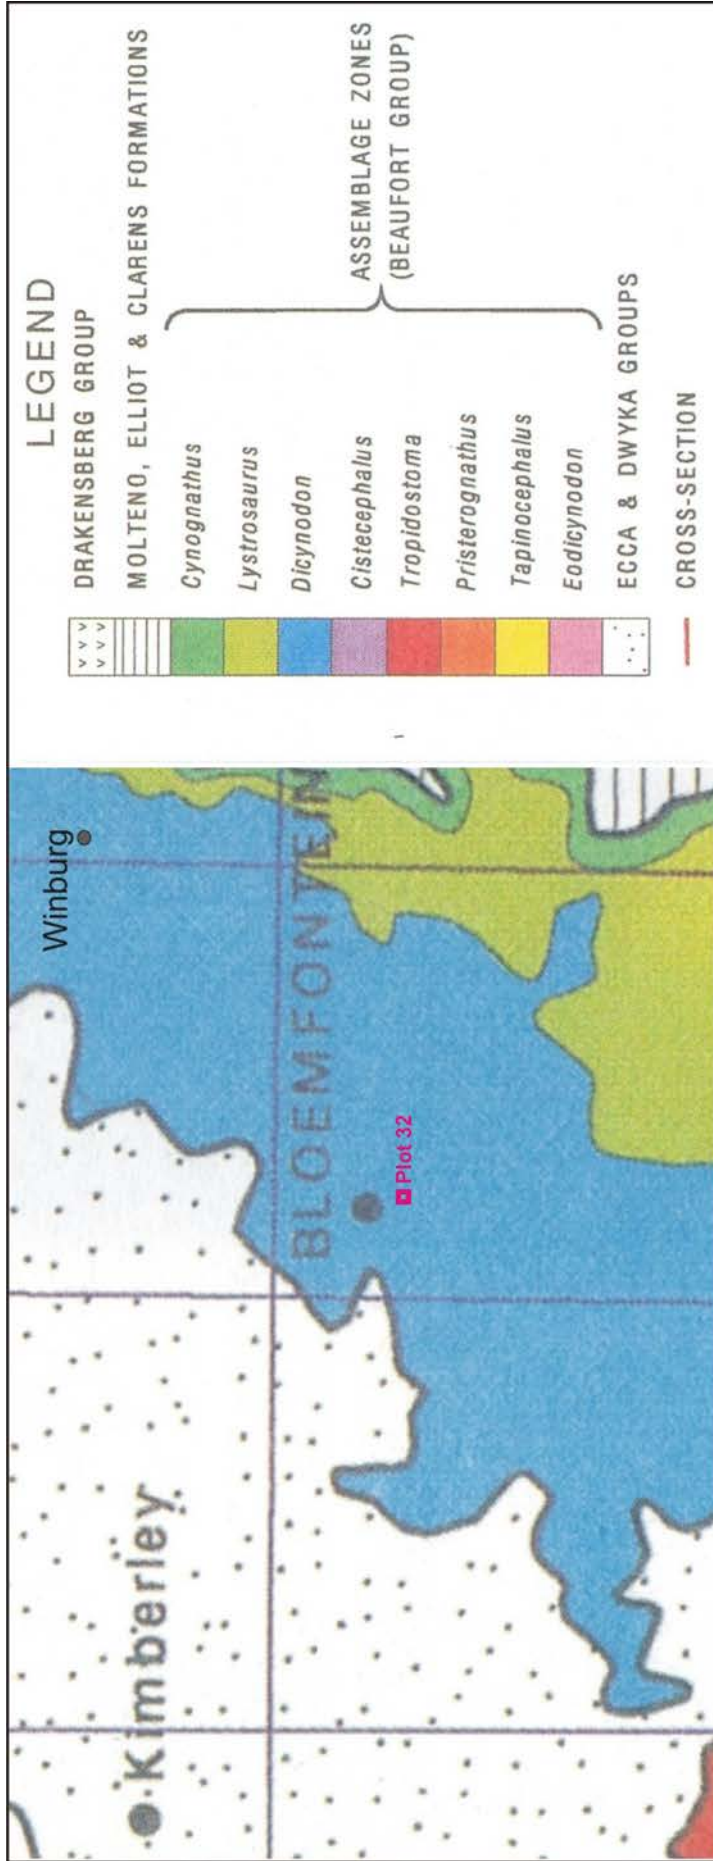 Kimberley
Winburg
BLOEMFONTEIN
Plot 32
LEGEND
DRAKENSBERG GROUP
MOLTENO, ELLIOT & CLARENS FORMATIONS
Cynognathus
Lystrosaurus
Dicynodon
Cistecephalus
Tropidostoma
Pristerognathus
Tapinocephalus
Eodicynodon
ASSEMBLAGE ZONES
(BEAUFORT GROUP)
ECCA & DWYKA GROUPS
CROSS-SECTION